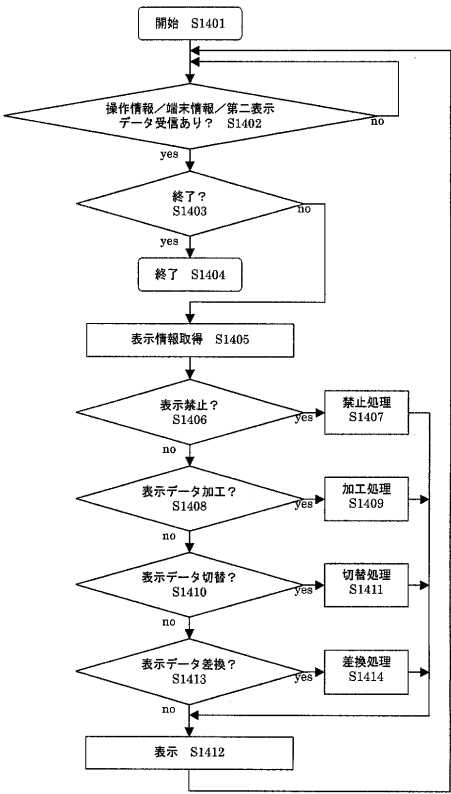 開始 S1401
操作情報／端末情報／第二表示
データ受信あり？ S1402
no
yes
終了？
S1403
no
yes
終了 S1404
表示情報取得 S1405
表示禁止？
S1406
yes
禁止処理
S1407
no
表示データ加工？
S1408
yes
加工処理
S1409
no
表示データ切替？
S1410
yes
切替処理
S1411
no
表示データ差換？
S1413
yes
差換処理
S1414
no
表示 S1412